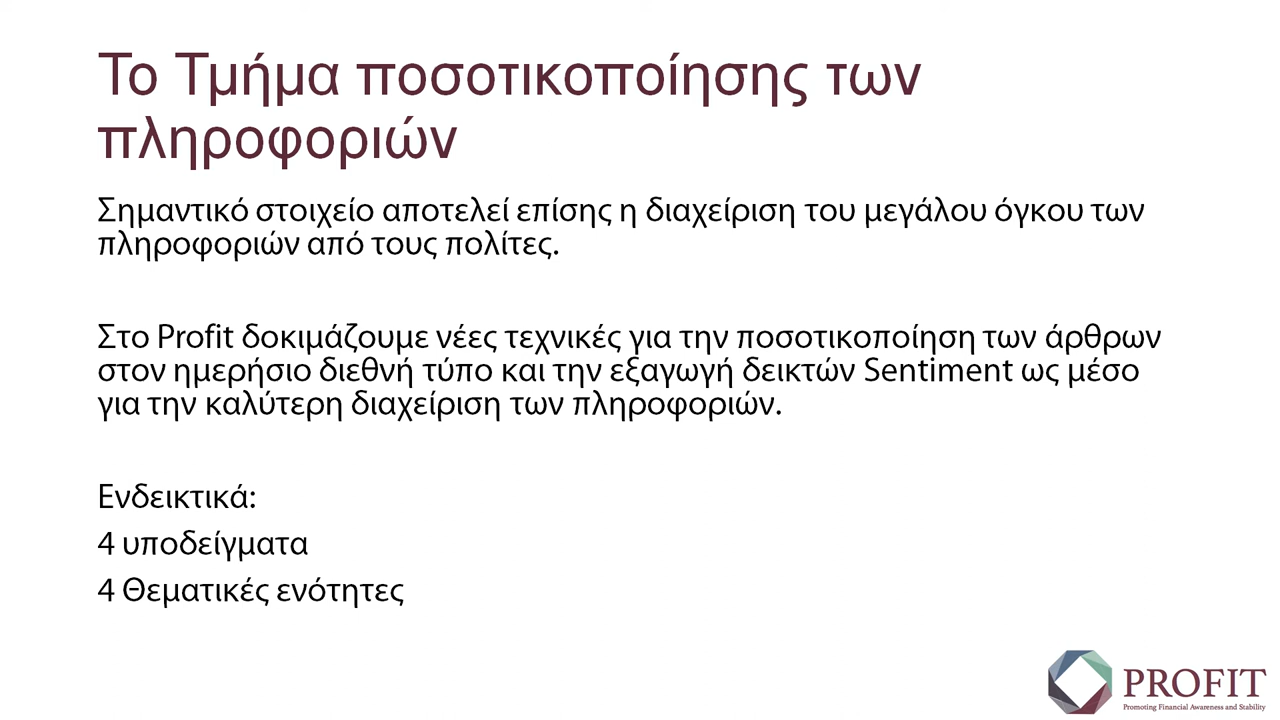 Το Τμήμα ποσοτικοποίησης των
πληροφοριών
Σημαντικό στοιχείο αποτελεί επίσης η διαχείριση του μεγάλου όγκου των
πληροφοριών από τους πολίτες.
Στο Profit δοκιμάζουμε νέες τεχνικές για την ποσοτικοποίηση των άρθρων
στον ημερήσιο διεθνή τύπο και την εξαγωγή δεικτών Sentiment ως μέσο
για την καλύτερη διαχείριση των πληροφοριών.
Ενδεικτικά:
4 υποδείγματα
4 Θεματικές ενότητες
PROFIT
Promoting Financial Awareness and Stability